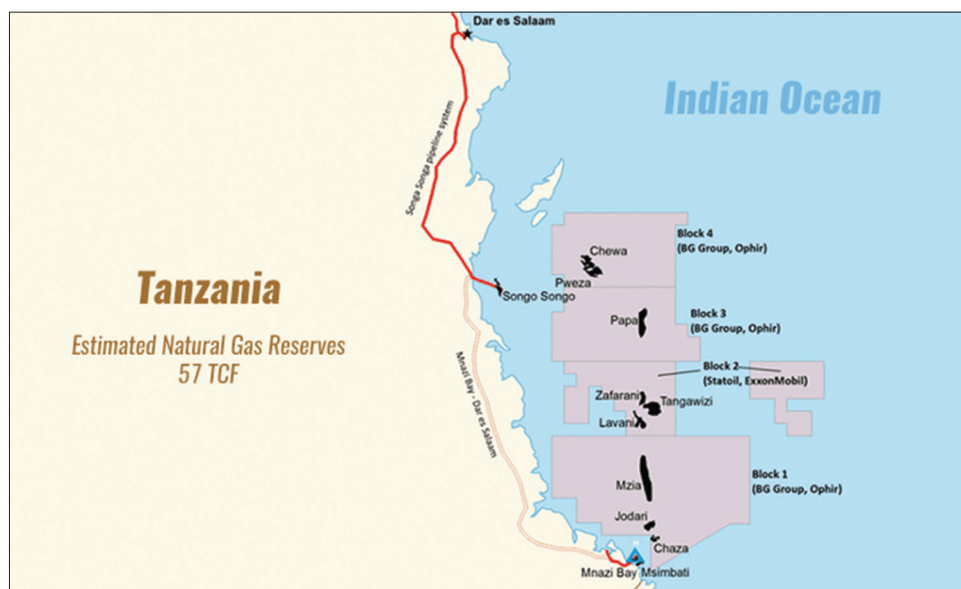 Dar es Salaam
Indian Ocean
Songa Songa pipeline system
Block 4
(BG Group, Ophir)
Chewa
Pweza
Tanzania
Songo Songo
Estimated Natural Gas Reserves
57 TCF
Papa
Block 3
(BG Group, Ophir)
Mnazi Bay - Dar es Salaam
Block 2
(Statoil, ExxonMobil)
Zafarani
Tangawizi
Lavani
Block 1
(BG Group, Ophir)
Mzia
Jodari
Chaza
Mnazi Bay
Msimbati